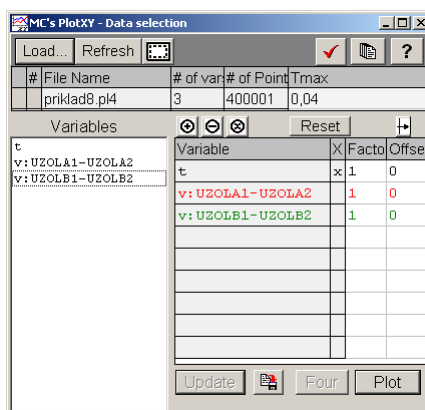 MC's PlotXY - Data selection
Load... Refresh ?
# File Name # of var: # of Point Tmax
priklad8.pl4 3 400001 0,04
Variables Reset
t
v:UZOLA1-UZOLA2
v:UZOLB1-UZOLB2
Variable X Facto Offse
t x 1 0
v:UZOLA1-UZOLA2 1 0
v:UZOLB1-UZOLB2 1 0
Update Four Plot